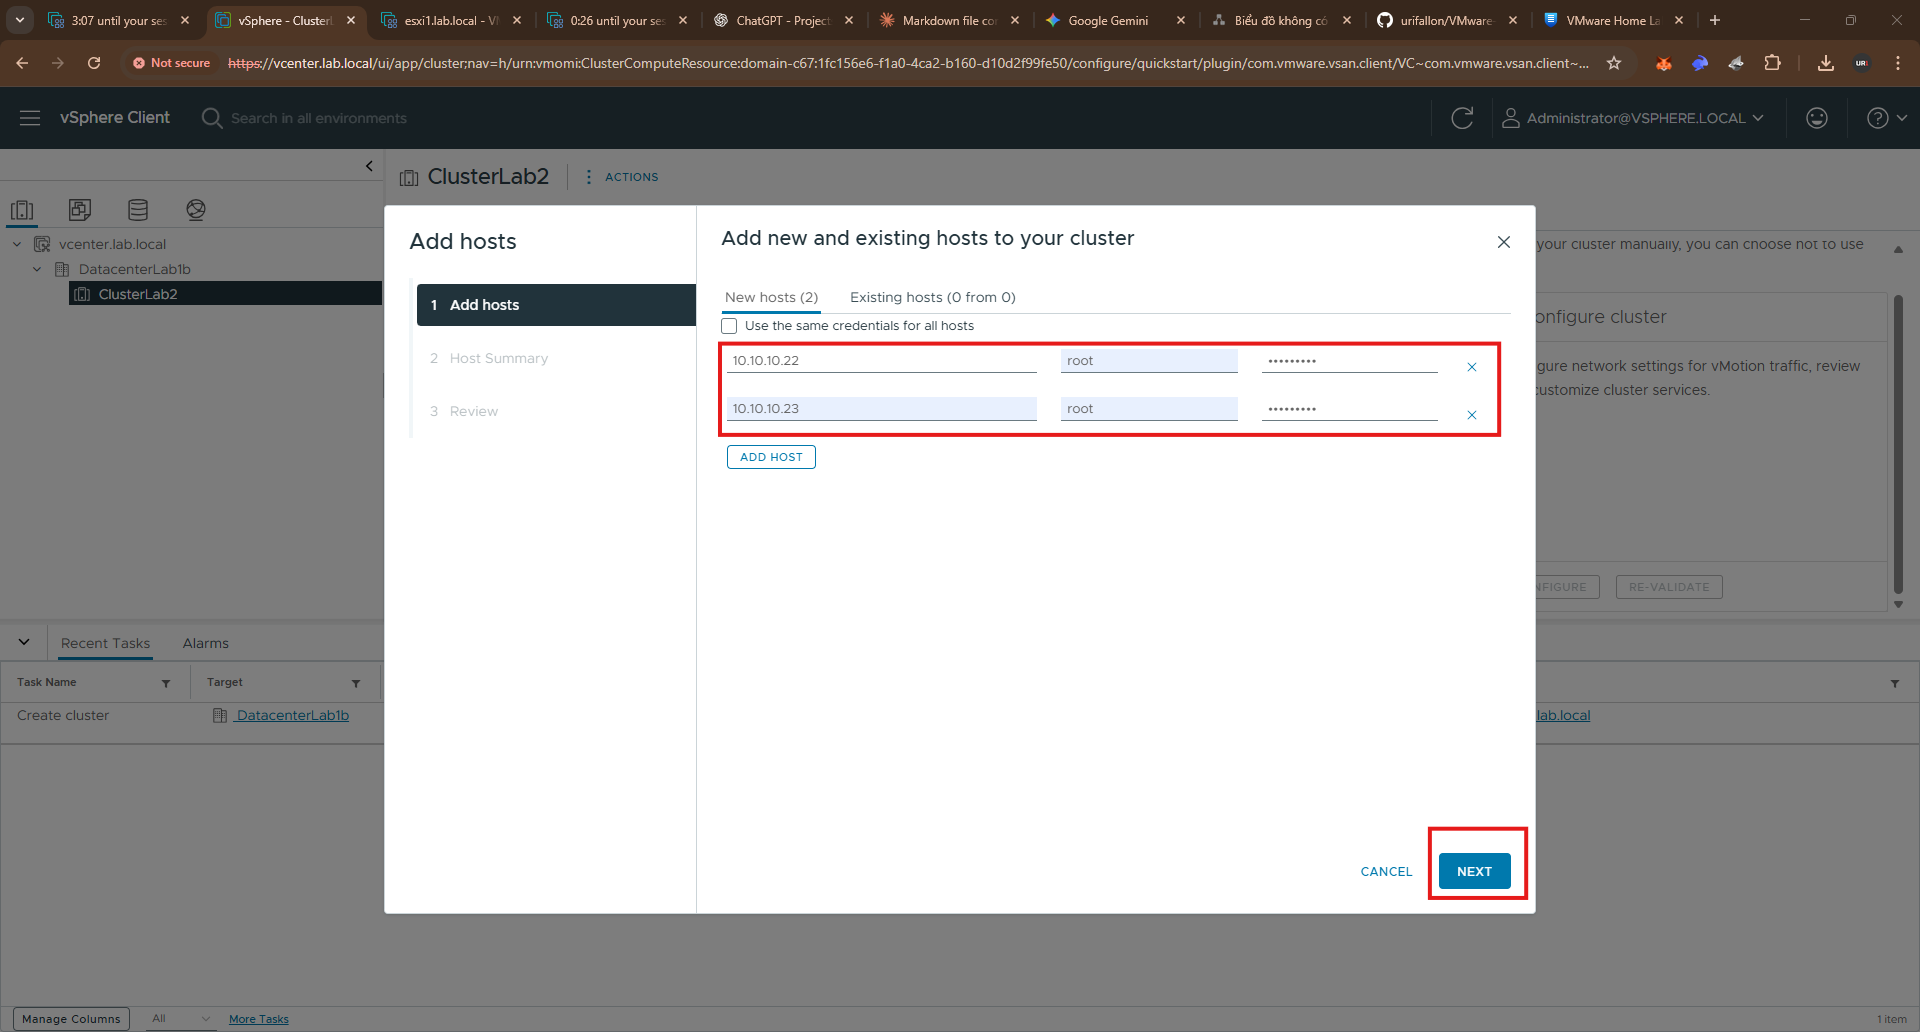 3:07 until your ses
vSphere - ClusterL
esxi1.lab.local - VM
0:26 until your ses
ChatGPT - Project
Markdown file co
Google Gemini
Biểu đồ không có
urifallon/VMware-
VMware Home La
Not secure
https://vcenter.lab.local/ui/app/cluster;nav=h/urn:vmomi:ClusterComputeResource:domain-c67:1fc156e6-f1a0-4ca2-b160-d10d2f99fe50/configure/quickstart/plugin/com.vmware.vsan.client/VC~com.vmware.vsan.client~...
vSphere Client
Search in all environments
Administrator@VSPHERE.LOCAL
ClusterLab2
ACTIONS
vcenter.lab.local
DatacenterLab1b
ClusterLab2
Add hosts
1 Add hosts
2 Host Summary
3 Review
Add new and existing hosts to your cluster
New hosts (2)
Existing hosts (0 from 0)
Use the same credentials for all hosts
10.10.10.22
root
10.10.10.23
root
ADD HOST
CANCEL
NEXT
your cluster manually, you can choose not to use
onfigure cluster
gure network settings for vMotion traffic, review
customize cluster services.
NFIGURE
RE-VALIDATE
Recent Tasks
Alarms
Task Name
Target
Create cluster
DatacenterLab1b
lab.local
Manage Columns
All
More Tasks
1 item